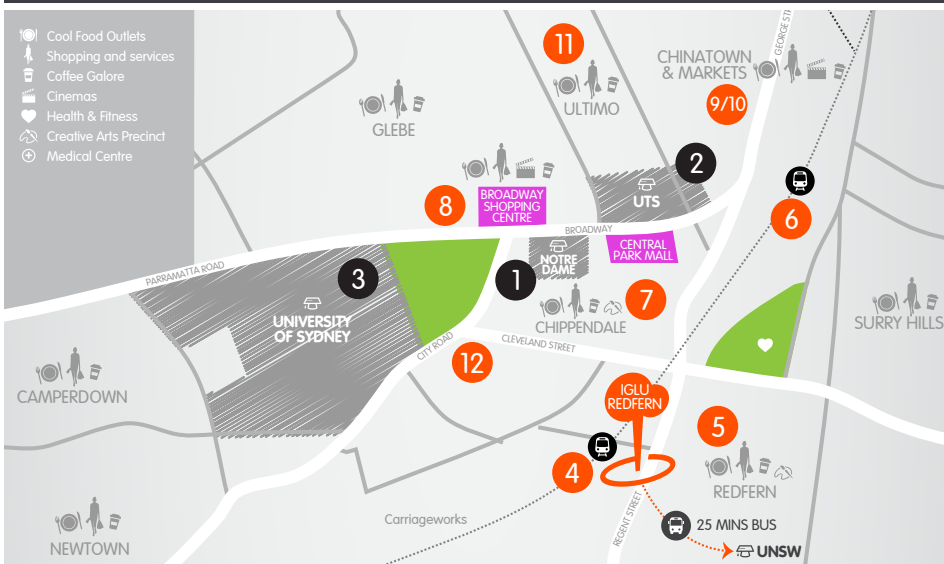 Cool Food Outlets
Shopping and services
Coffee Galore
Cinemas
Health & Fitness
Creative Arts Precinct
Medical Centre
11
ULTIMO
CHINATOWN
& MARKETS
9/10
GEORGE ST
GLEBE
2
UTS
8
BROADWAY
SHOPPING
CENTRE
6
BROADWAY
CENTRAL
PARK MALL
1
NOTRE
DAME
3
PARRAMATTA ROAD
UNIVERSITY
OF SYDNEY
7
CHIPPENDALE
SURRY HILLS
CITY ROAD
CLEVELAND STREET
12
CAMPERDOWN
IGLU
REDFERN
5
REDFERN
4
REGENT STREET
Carriageworks
25 MINS BUS
UNSW
NEWTOWN